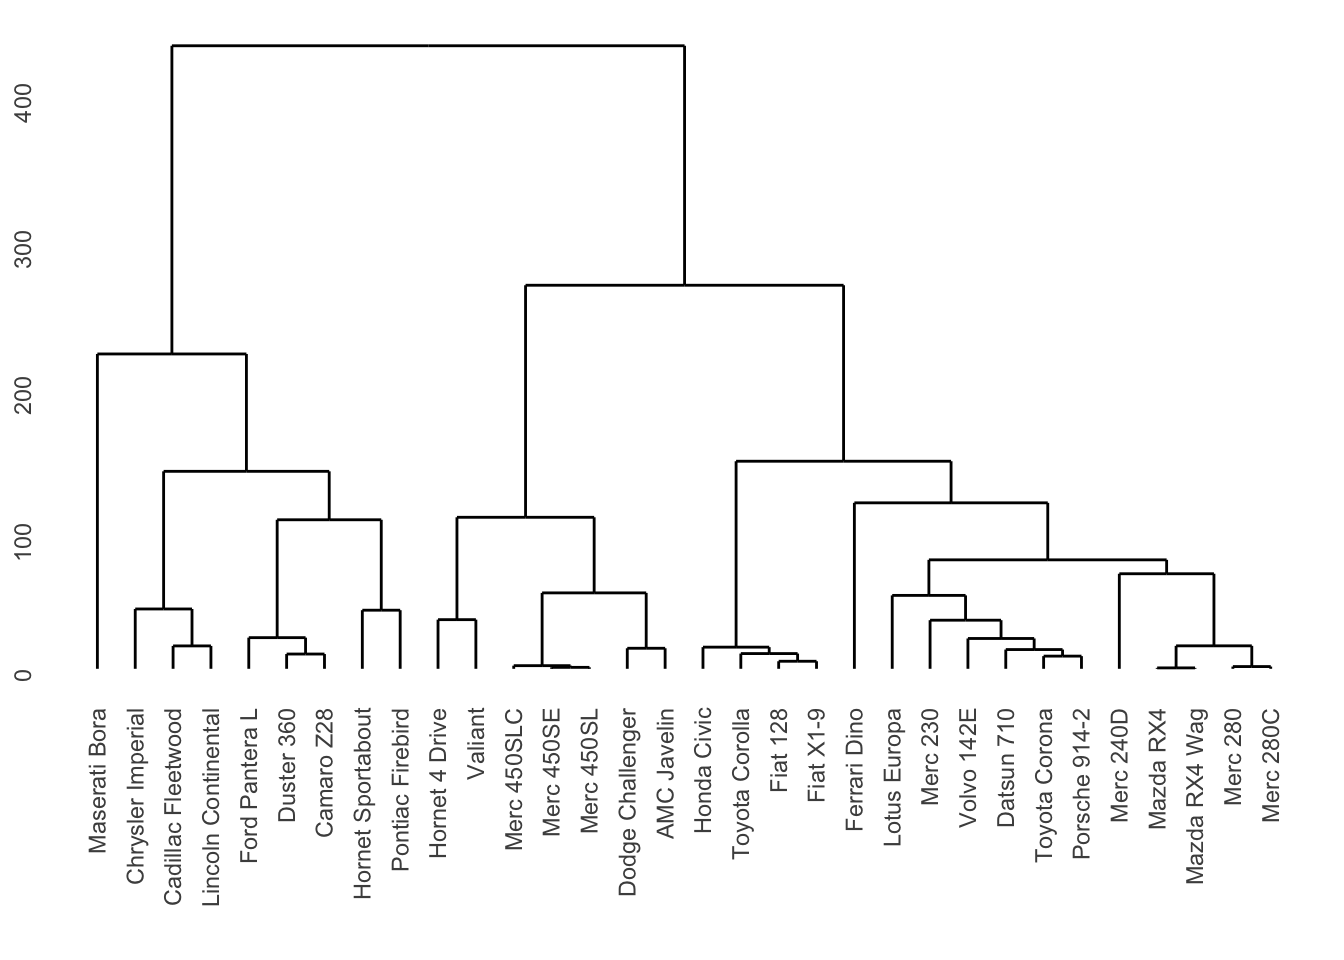 400
300
200
100
0
Maserati Bora
Chrysler Imperial
Cadillac Fleetwood
Lincoln Continental
Ford Pantera L
Duster 360
Camaro Z28
Hornet Sportabout
Pontiac Firebird
Hornet 4 Drive
Valiant
Merc 450SLC
Merc 450SE
Merc 450SL
Dodge Challenger
AMC Javelin
Honda Civic
Toyota Corolla
Fiat 128
Fiat X1-9
Ferrari Dino
Lotus Europa
Merc 230
Volvo 142E
Datsun 710
Toyota Corona
Porsche 914-2
Merc 240D
Mazda RX4
Mazda RX4 Wag
Merc 280
Merc 280C